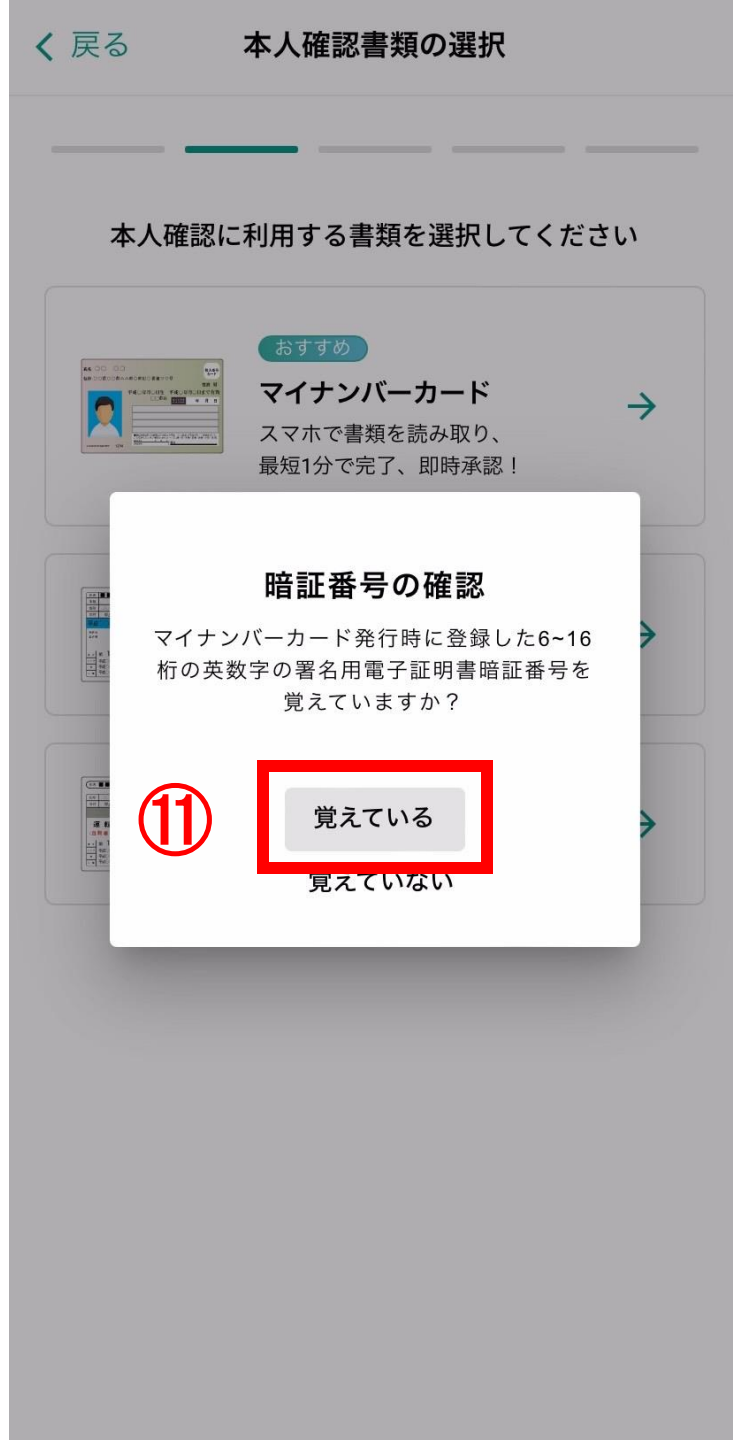 戻る
本人確認書類の選択
本人確認に利用する書類を選択してください
おすすめ
マイナンバーカード
スマホで書類を読み取り、
最短1分で完了、即時承認！
暗証番号の確認
マイナンバーカード発行時に登録した6~16
桁の英数字の署名用電子証明書暗証番号を
覚えていますか？
⑪
覚えている
覚えていない